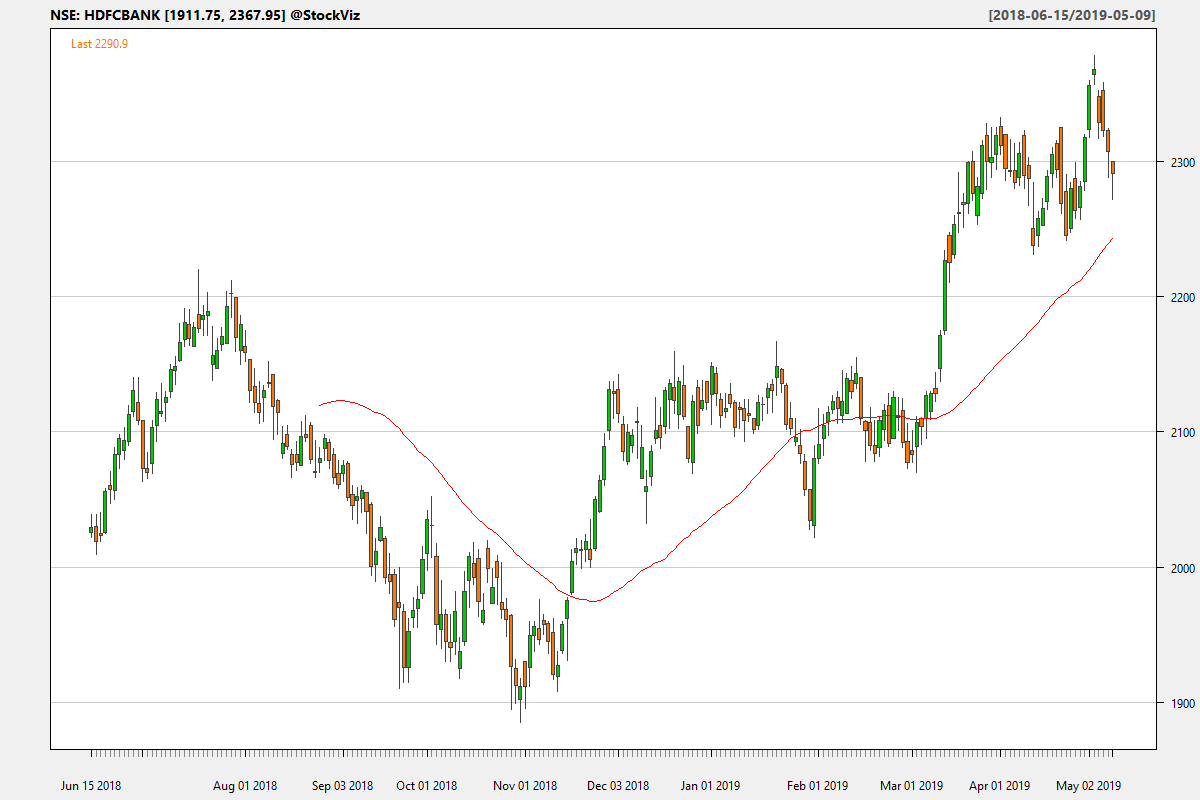 NSE: HDFCBANK [1911.75, 2367.95] @StockViz
[2018-06-15/2019-05-09]
Last 2290.9
2300
2200
2100
2000
1900
Jun 15 2018 Aug 01 2018 Sep 03 2018 Oct 01 2018 Nov 01 2018 Dec 03 2018 Jan 01 2019 Feb 01 2019 Mar 01 2019 Apr 01 2019 May 02 2019